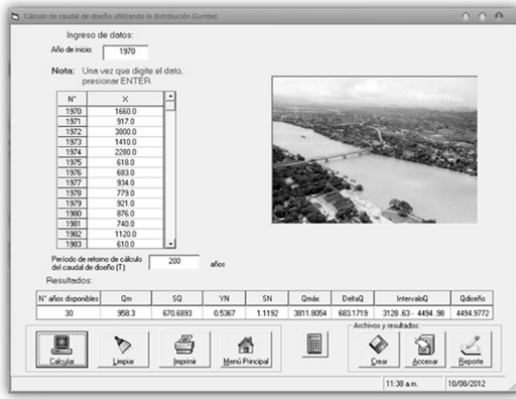 Cálculo de caudal de diseño utilizando la distribución Gumbel
Ingreso de datos:
Año de inicio: 1970
Nota: Una vez que digite el dato,
presionar ENTER
N° X
1970 1660.0
1971 917.0
1972 3800.0
1973 1410.0
1974 2280.0
1975 618.0
1976 683.0
1977 934.0
1978 779.0
1979 921.0
1980 876.0
1981 740.0
1982 1120.0
1983 610.0
Período de retorno de cálculo
del caudal de diseño (T): 200 años
Resultados:
N° años disponibles Qm SQ YN SN Qmáx DeltaQ IntervaloQ Qdiseño
30 958.3 670.6893 0.5367 1.1192 3811.8054 683.1719 3128 .63 - 4494 .98 4494.9772
Archivos y resultados:
Calcular Limpiar Imprimir Menú Principal Crear Accesar Reporte
11:38 a.m. 10/08/2012